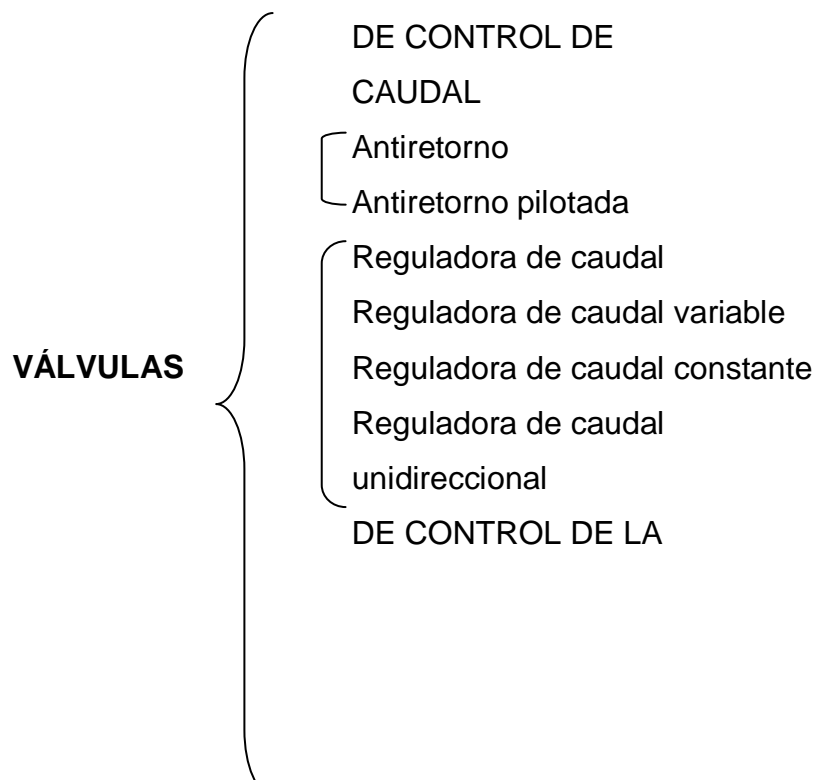 DE CONTROL DE
CAUDAL
Antiretorno
Antiretorno pilotada
Reguladora de caudal
Reguladora de caudal variable
VÁLVULAS
Reguladora de caudal constante
Reguladora de caudal
unidireccional
DE CONTROL DE LA